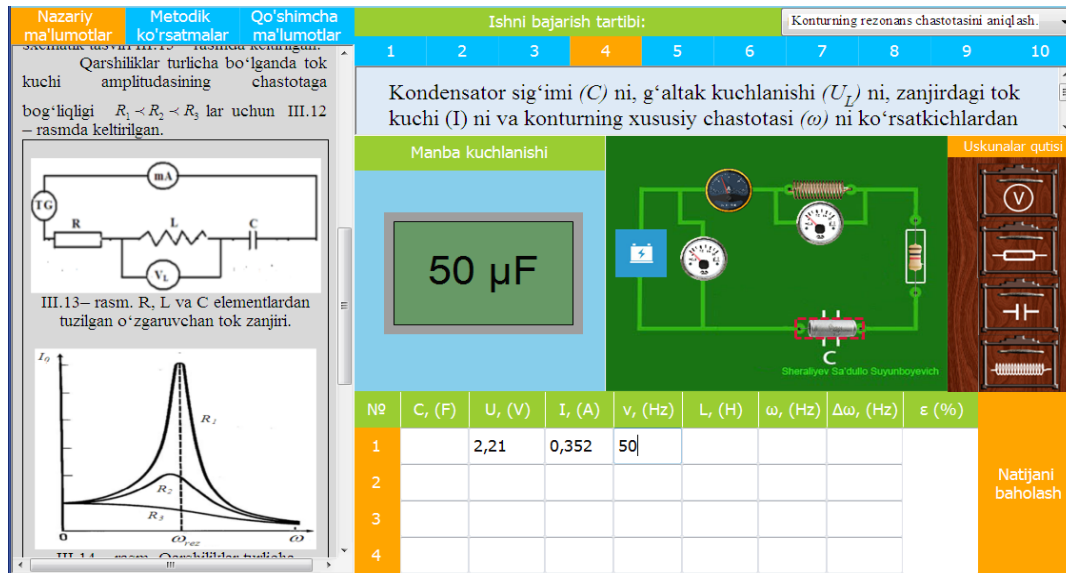 Nazariy ma'lumotlar
Metodik ko'rsatmalar
Qo'shimcha ma'lumotlar
Ishni bajarish tartibi:
Konturning rezonans chastotasini aniqlash.
1 2 3 4 5 6 7 8 9 10
Qarshiliklar turlicha bo‘lganda tok
kuchi amplitudasining chastotaga
bog‘liqligi R₁ ≺ R₂ ≺ R₃ lar uchun III.12
– rasmda keltirilgan.
mA
TG
R
L
C
V_L
III.13– rasm. R, L va C elementlardan
tuzilgan o’zgaruvchan tok zanjiri.
I₀
R₁
R₂
R₃
0
ω_rez
ω
Kondensator sig‘imi (C) ni, g‘altak kuchlanishi (U_L) ni, zanjirdagi tok
kuchi (I) ni va konturning xususiy chastotasi (ω) ni ko‘rsatkichlardan
Manba kuchlanishi
50 µF
C
Sheraliyev Sa'dullo Suyunboyevich
Uskunalar qutisi
V
№ C, (F) U, (V) I, (A) ν, (Hz) L, (H) ω, (Hz) Δω, (Hz) ε (%)
1 2,21 0,352 50
2
3
4
Natijani
baholash